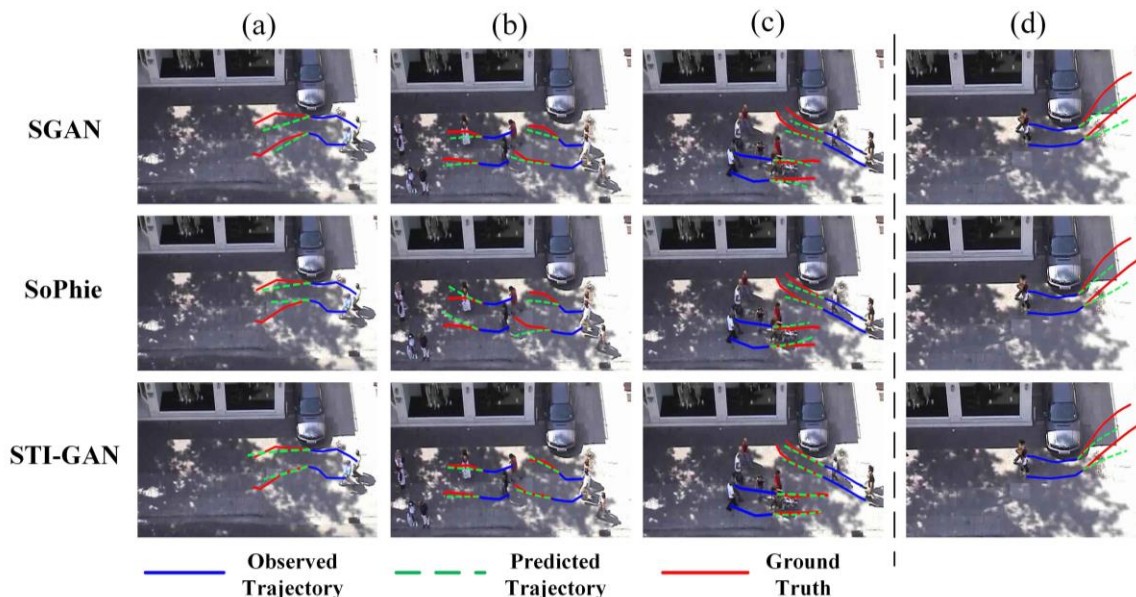 (a) (b) (c) (d)
SGAN
SoPhie
STI-GAN
Observed Trajectory
Predicted Trajectory
Ground Truth